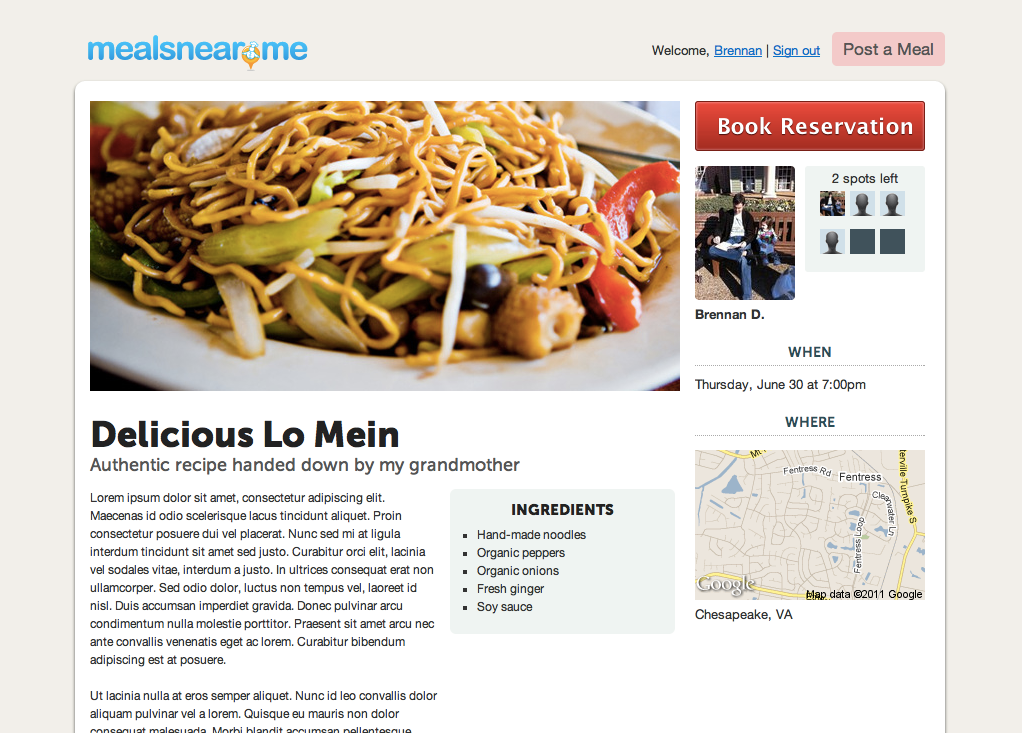 mealsnear me
Welcome, Brennan | Sign out
Post a Meal
Book Reservation
2 spots left
Brennan D.
WHEN
Thursday, June 30 at 7:00pm
WHERE
Mt
Fentress Rd
Fentress
terville Turnpike S
Clearwater Ln
Fentress Loop
Google
Map data ©2011 Google
Chesapeake, VA
Delicious Lo Mein
Authentic recipe handed down by my grandmother
Lorem ipsum dolor sit amet, consectetur adipiscing elit.
Maecenas id odio scelerisque lacus tincidunt aliquet. Proin
consectetur posuere dui vel placerat. Nunc sed mi at ligula
interdum tincidunt sit amet sed justo. Curabitur orci elit, lacinia
vel sodales vitae, interdum a justo. In ultrices consequat erat non
ullamcorper. Sed odio dolor, luctus non tempus vel, laoreet id
nisl. Duis accumsan imperdiet gravida. Donec pulvinar arcu
condimentum nulla molestie porttitor. Praesent sit amet arcu nec
ante convallis venenatis eget ac lorem. Curabitur bibendum
adipiscing est at posuere.
Ut lacinia nulla at eros semper aliquet. Nunc id leo convallis dolor
aliquam pulvinar vel a lorem. Quisque eu mauris non dolor
consequat malesuada. Morbi blandit accumsan pellentesque.
INGREDIENTS
Hand-made noodles
Organic peppers
Organic onions
Fresh ginger
Soy sauce